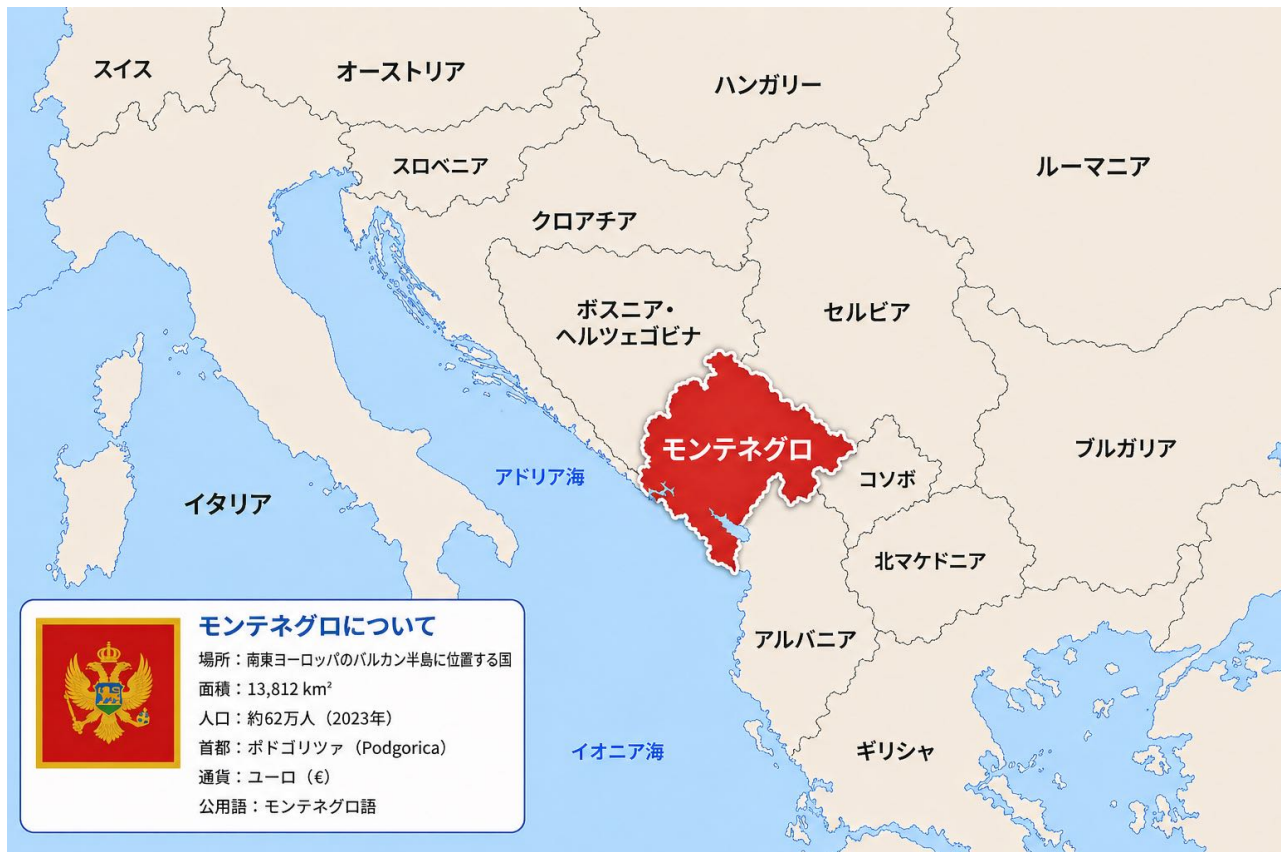 スイス
オーストリア
ハンガリー
スロベニア
ルーマニア
クロアチア
ボスニア・
ヘルツェゴビナ
セルビア
モンテネグロ
ブルガリア
アドリア海
コソボ
イタリア
北マケドニア
アルバニア
イオニア海
ギリシャ
モンテネグロについて
場所：南東ヨーロッパのバルカン半島に位置する国
面積：13,812 km²
人口：約62万人（2023年）
首都：ポドゴリツァ（Podgorica）
通貨：ユーロ（€）
公用語：モンテネグロ語